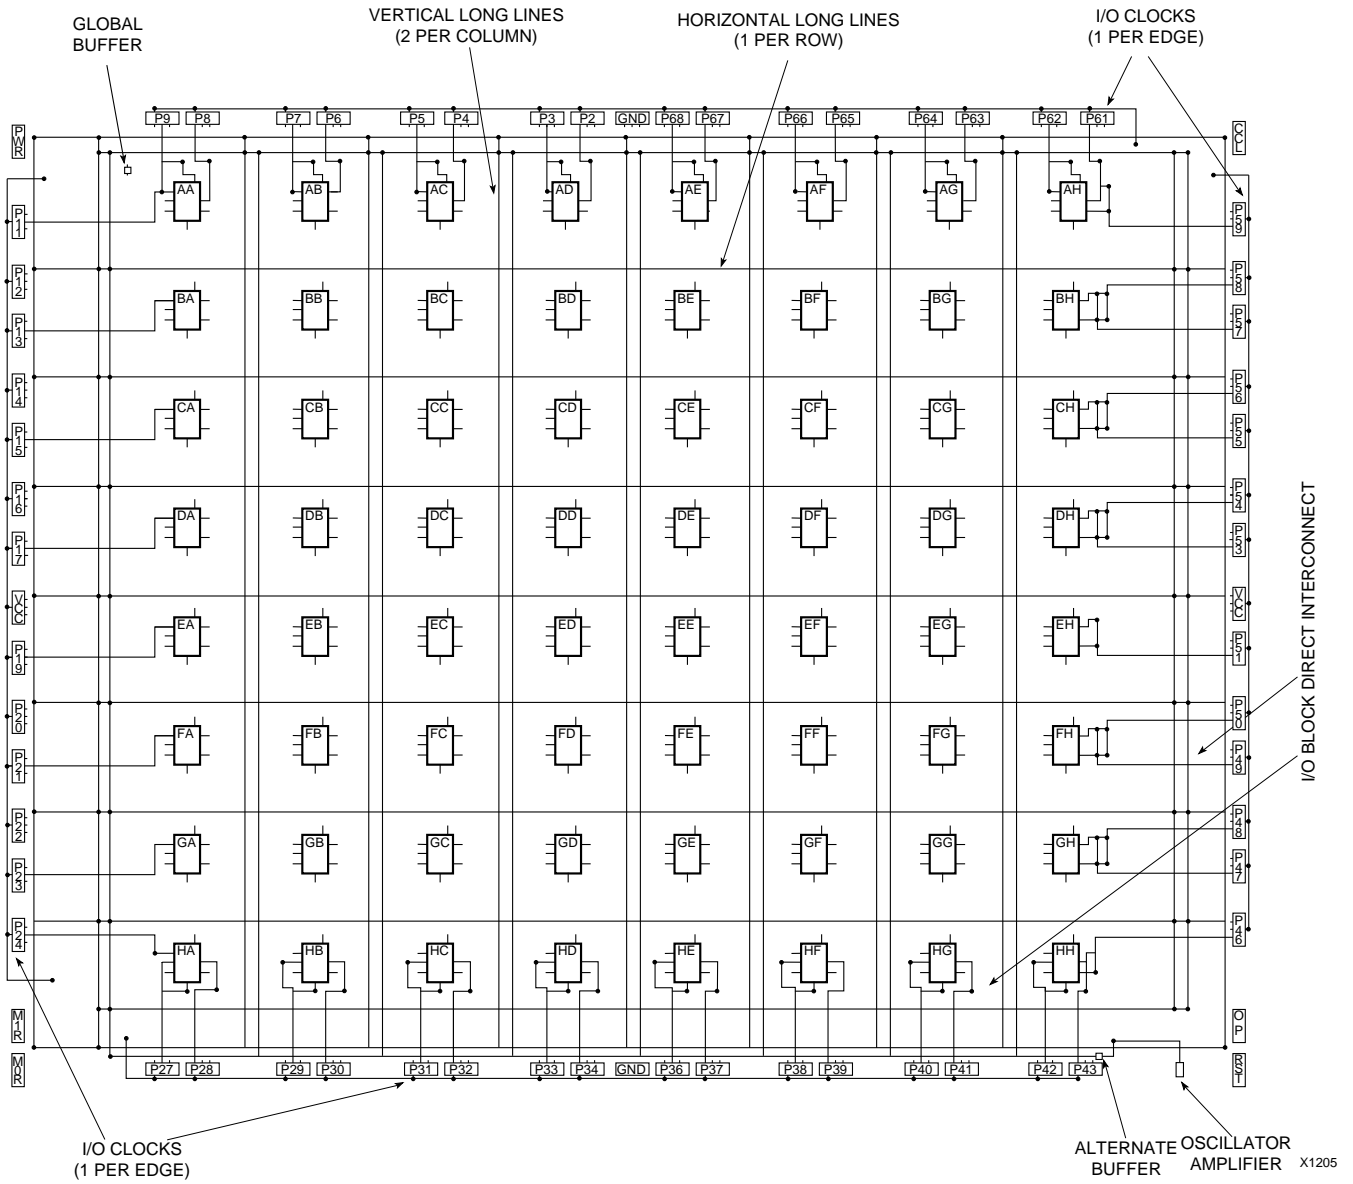 GLOBAL
BUFFER
VERTICAL LONG LINES
(2 PER COLUMN)
HORIZONTAL LONG LINES
(1 PER ROW)
I/O CLOCKS
(1 PER EDGE)
P9 P8 P7 P6 P5 P4 P3 P2 GND P68 P67 P66 P65 P64 P63 P62 P61
PWR
CCL
AA AB AC AD AE AF AG AH
P11
P59
P12
P58
BA BB BC BD BE BF BG BH
P13
P57
P14
P56
CA CB CC CD CE CF CG CH
P15
P55
P16
P54
DA DB DC DD DE DF DG DH
P17
P53
VCC
VCC
EA EB EC ED EE EF EG EH
P19
P51
I/O BLOCK DIRECT INTERCONNECT
P20
P50
FA FB FC FD FE FF FG FH
P21
P49
P22
P48
GA GB GC GD GE GF GG GH
P23
P47
P24
P46
HA HB HC HD HE HF HG HH
M1R
OP
M0R
RST
P27 P28 P29 P30 P31 P32 P33 P34 GND P36 P37 P38 P39 P40 P41 P42 P43
I/O CLOCKS
(1 PER EDGE)
ALTERNATE
BUFFER
OSCILLATOR
AMPLIFIER
X1205